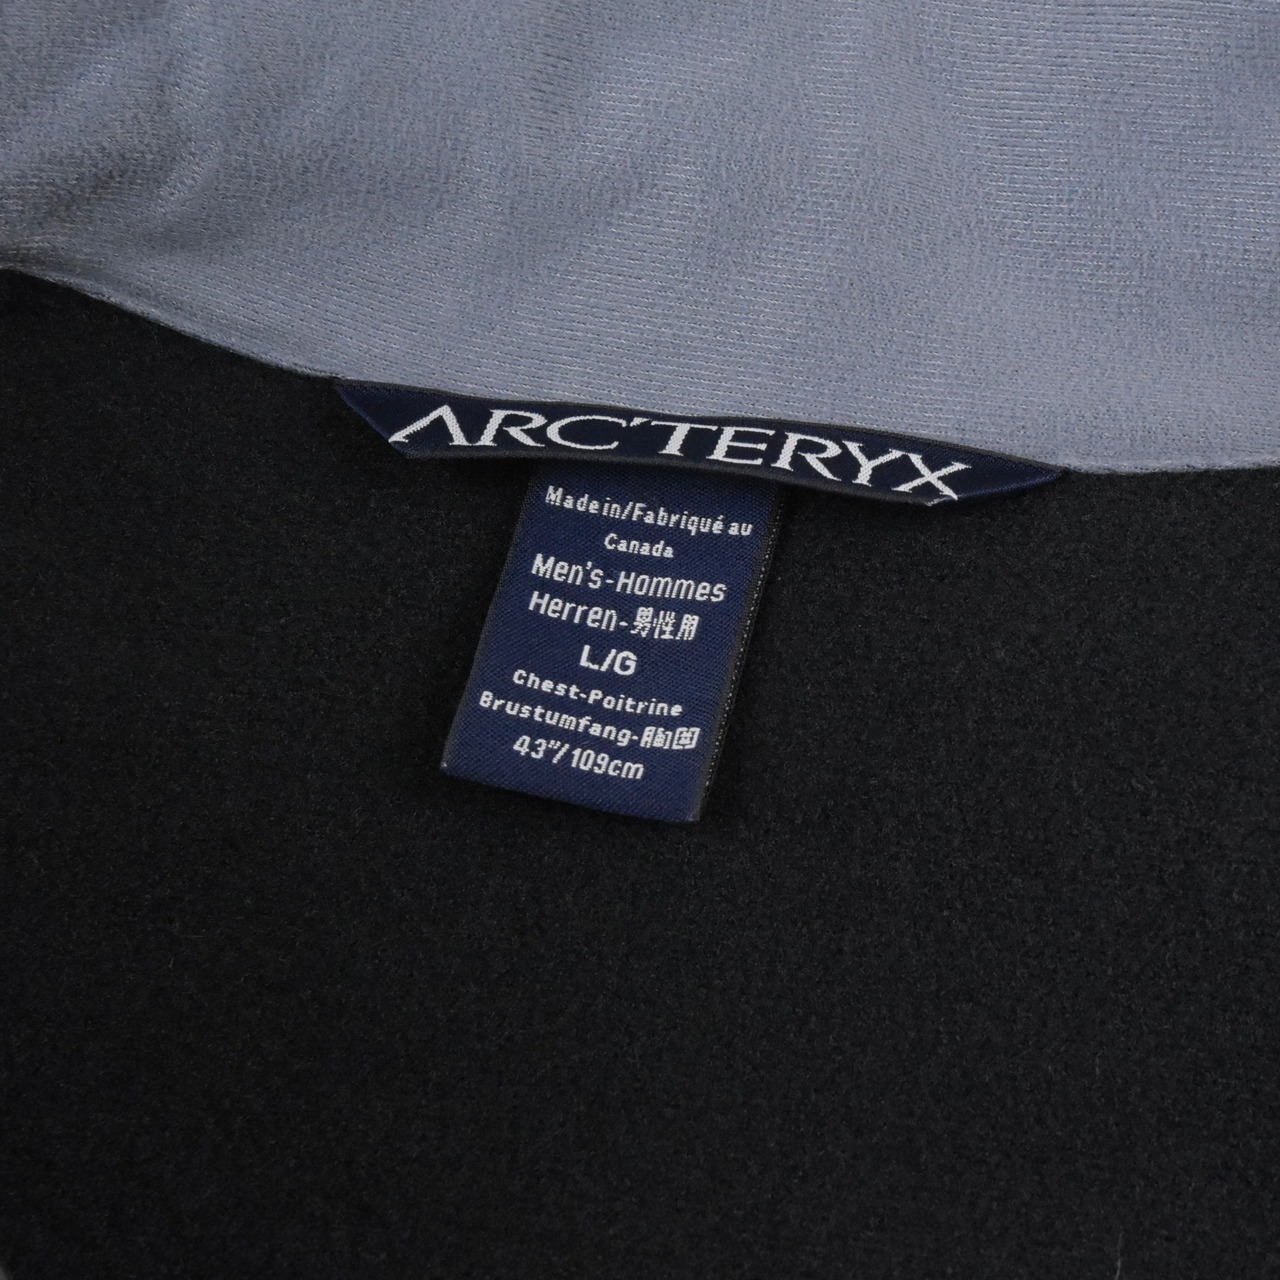 ARC'TERYX
Made in/Fabriqué au
Canada
Men's-Hommes
Herren-男性用
L/G
Chest-Poitrine
Brustumfang-胸囲
43"/109cm